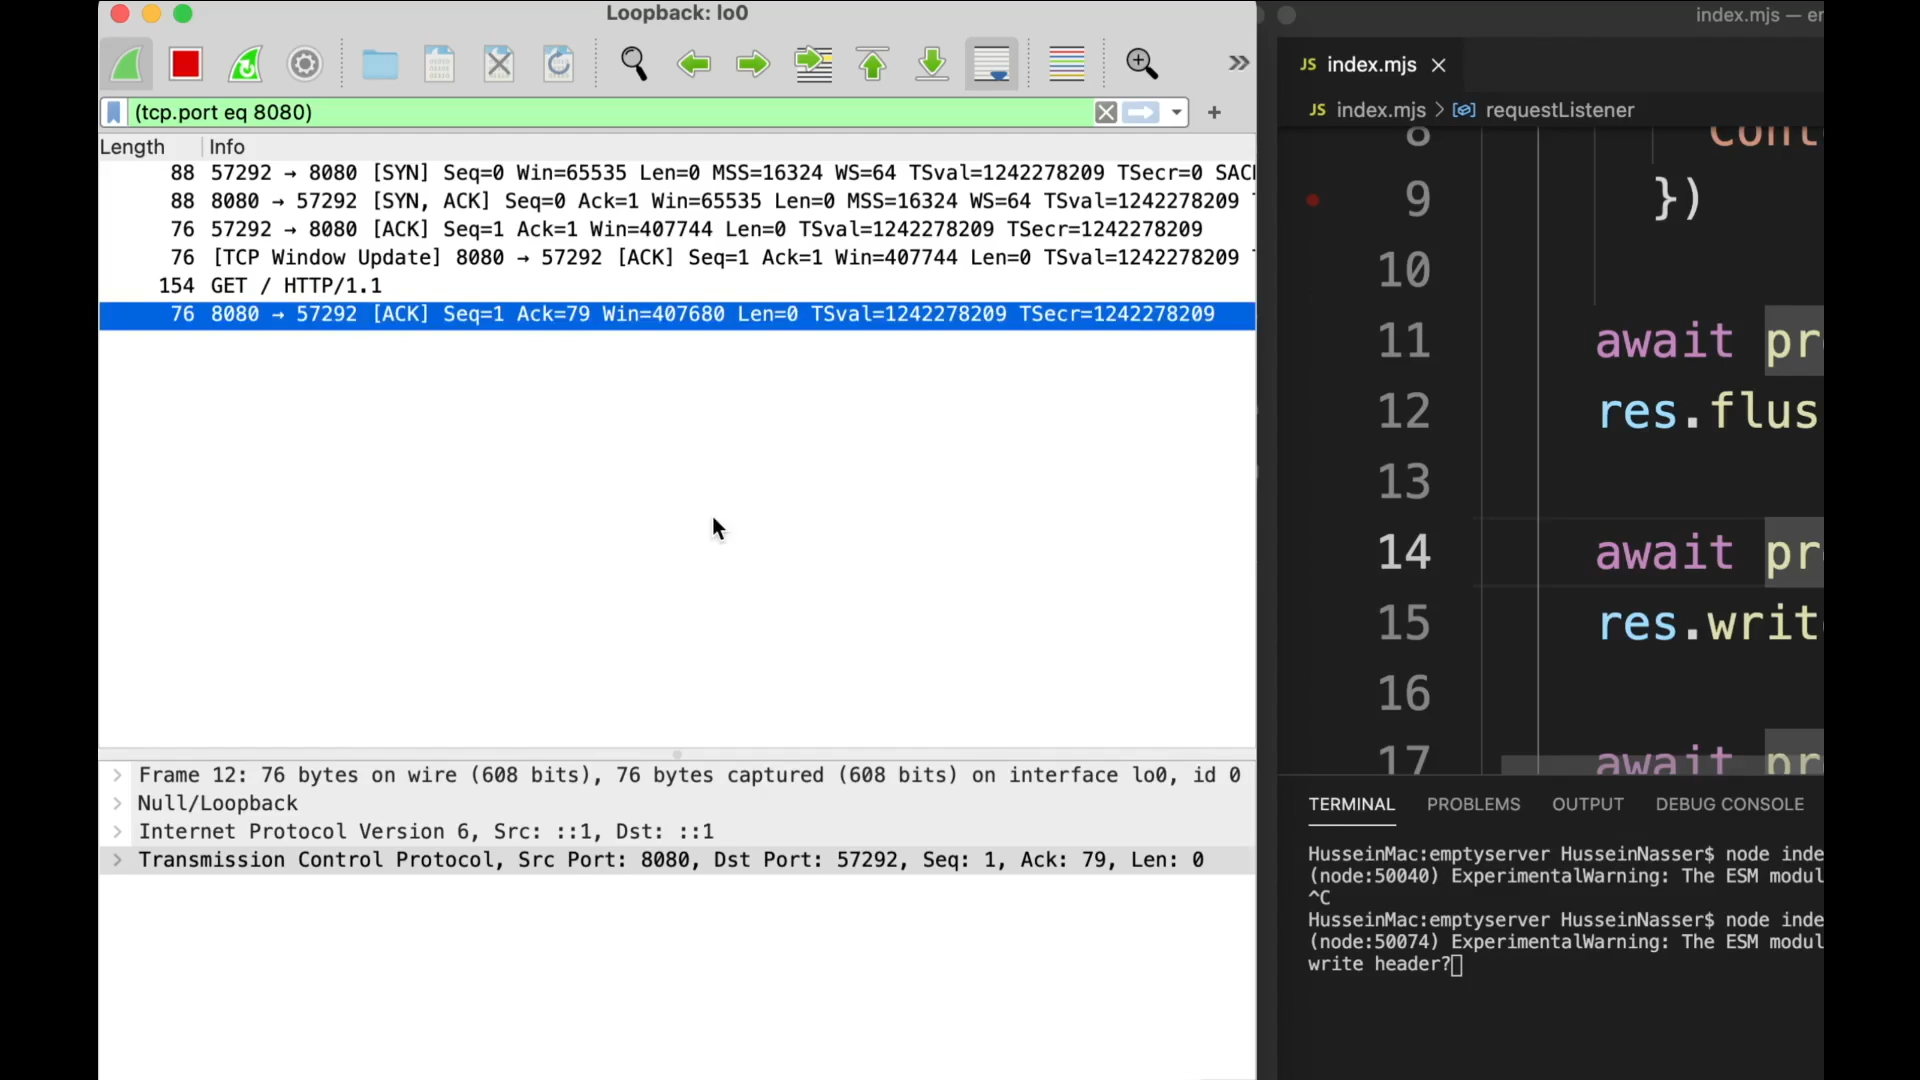 Loopback: lo0
(tcp.port eq 8080)
Length Info
88 57292 → 8080 [SYN] Seq=0 Win=65535 Len=0 MSS=16324 WS=64 TSval=1242278209 TSecr=0
88 8080 → 57292 [SYN, ACK] Seq=0 Ack=1 Win=65535 Len=0 MSS=16324 WS=64 TSval=1242278209
76 57292 → 8080 [ACK] Seq=1 Ack=1 Win=407744 Len=0 TSval=1242278209 TSecr=1242278209
76 [TCP Window Update] 8080 → 57292 [ACK] Seq=1 Ack=1 Win=407744 Len=0 TSval=1242278209
154 GET / HTTP/1.1
76 8080 → 57292 [ACK] Seq=1 Ack=79 Win=407680 Len=0 TSval=1242278209 TSecr=1242278209
Frame 12: 76 bytes on wire (608 bits), 76 bytes captured (608 bits) on interface lo0, id 0
Null/Loopback
Internet Protocol Version 6, Src: ::1, Dst: ::1
Transmission Control Protocol, Src Port: 8080, Dst Port: 57292, Seq: 1, Ack: 79, Len: 0
index.mjs —
JS index.mjs
JS index.mjs > requestListener
8
9 })
10
11 await
12 res.flus
13
14 await
15 res.writ
16
17 await
TERMINAL PROBLEMS OUTPUT DEBUG CONSOLE
HusseinMac:emptyserver HusseinNasser$ node inde
(node:50040) ExperimentalWarning: The ESM modul
^C
HusseinMac:emptyserver HusseinNasser$ node inde
(node:50074) ExperimentalWarning: The ESM modul
write header?